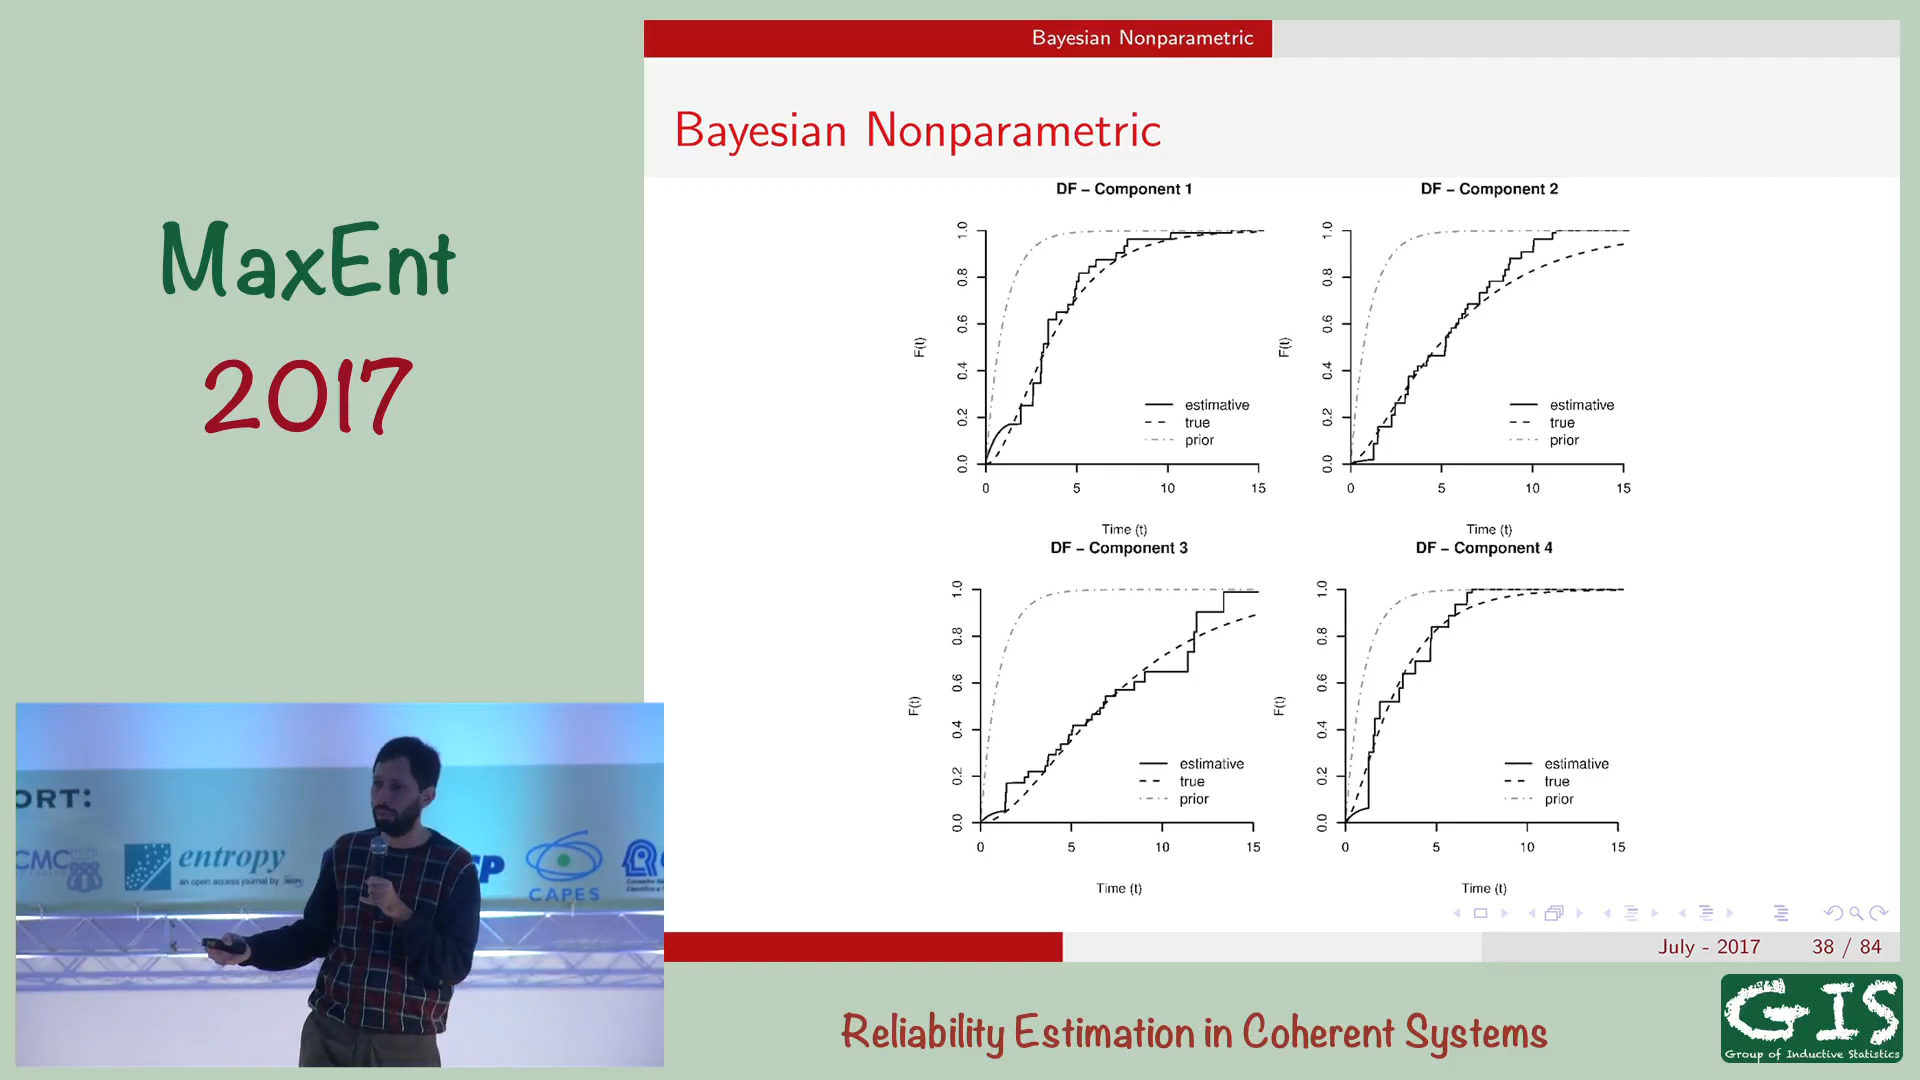 MaxEnt
2017
Bayesian Nonparametric
Bayesian Nonparametric
DF – Component 1
F(t)
0.0 0.2 0.4 0.6 0.8 1.0
estimative
true
prior
0 5 10 15
Time (t)
DF – Component 2
F(t)
0.0 0.2 0.4 0.6 0.8 1.0
estimative
true
prior
0 5 10 15
Time (t)
DF – Component 3
F(t)
0.0 0.2 0.4 0.6 0.8 1.0
estimative
true
prior
0 5 10 15
Time (t)
DF – Component 4
F(t)
0.0 0.2 0.4 0.6 0.8 1.0
estimative
true
prior
0 5 10 15
Time (t)
July - 2017 38 / 84
ORT:
CMC
entropy
an open access journal by
SP
CAPES
Reliability Estimation in Coherent Systems
GIS
Group of Inductive Statistics